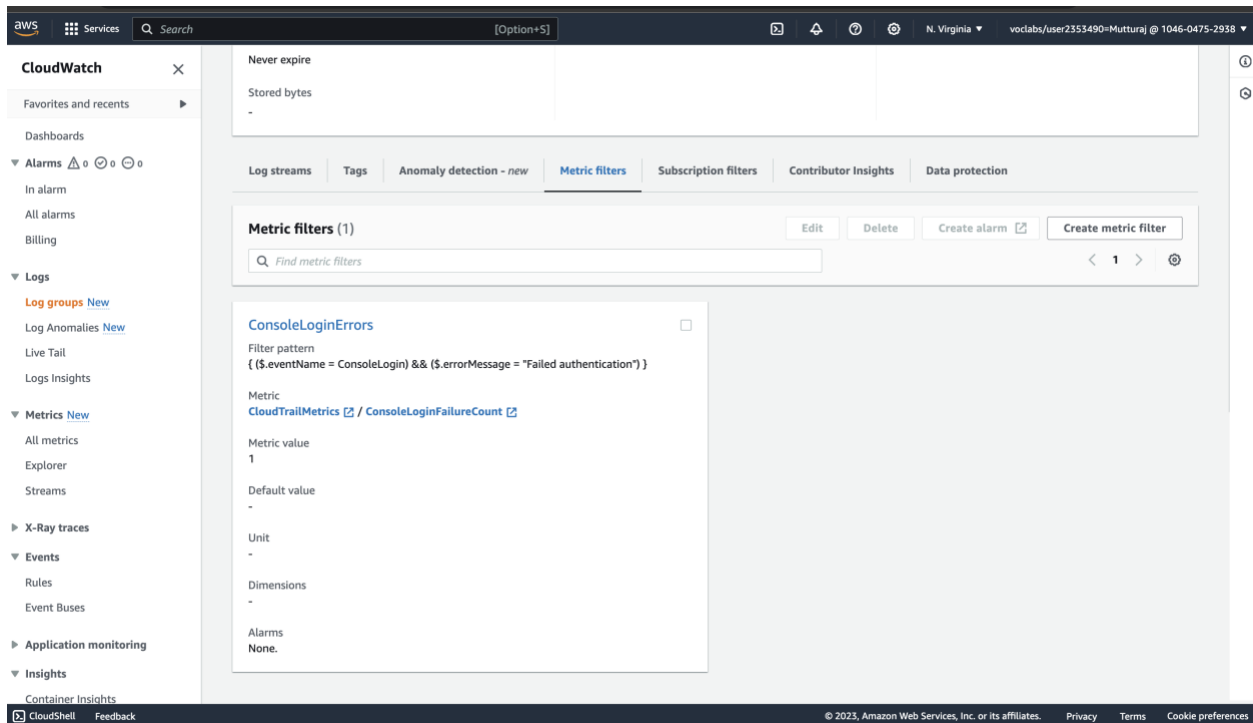 aws
Services
Search
[Option+S]
N. Virginia
voclabs/user2353490=Mutturaj @ 1046-0475-2938
CloudWatch
Favorites and recents
Dashboards
Alarms 0 0 0
In alarm
All alarms
Billing
Logs
Log groups New
Log Anomalies New
Live Tail
Logs Insights
Metrics New
All metrics
Explorer
Streams
X-Ray traces
Events
Rules
Event Buses
Application monitoring
Insights
Container Insights
Never expire
Stored bytes
-
Log streams
Tags
Anomaly detection - new
Metric filters
Subscription filters
Contributor Insights
Data protection
Metric filters (1)
Edit
Delete
Create alarm
Create metric filter
Find metric filters
1
ConsoleLoginErrors
Filter pattern
{ ($.eventName = ConsoleLogin) && ($.errorMessage = "Failed authentication") }
Metric
CloudTrailMetrics / ConsoleLoginFailureCount
Metric value
1
Default value
-
Unit
-
Dimensions
-
Alarms
None.
CloudShell
Feedback
© 2023, Amazon Web Services, Inc. or its affiliates.
Privacy
Terms
Cookie preferences